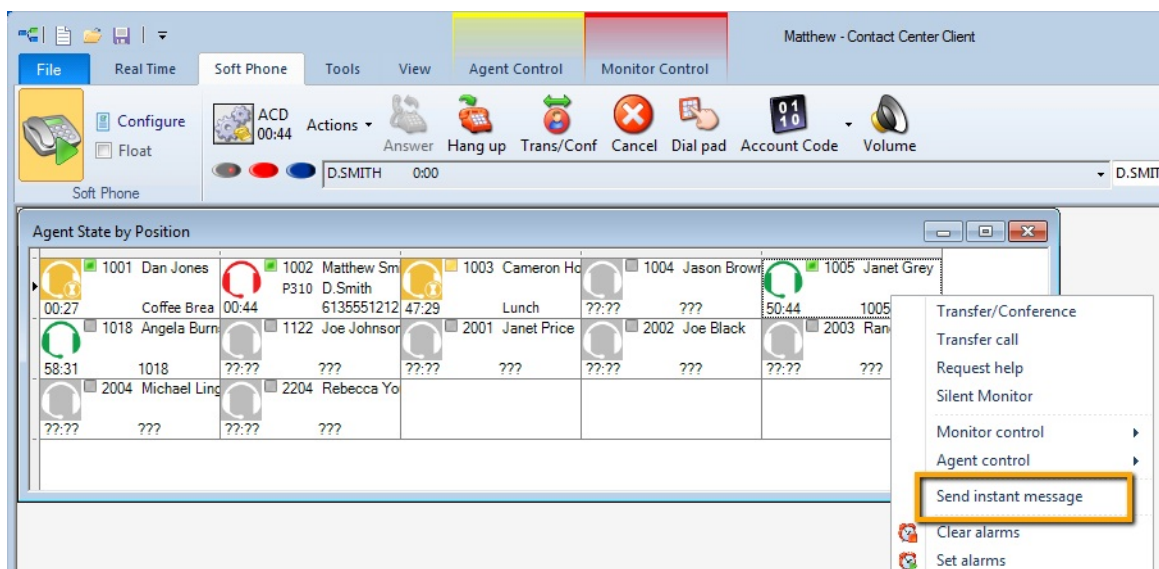 Matthew - Contact Center Client
File Real Time Soft Phone Tools View Agent Control Monitor Control
Configure
Float
Soft Phone
ACD
00:44
Actions
Answer Hang up Trans/Conf Cancel Dial pad Account Code Volume
D.SMITH 0:00
D.SMIT
Agent State by Position
1001 Dan Jones
00:27 Coffee Brea
1002 Matthew Sm
P310 D.Smith
00:44 6135551212
1003 Cameron Ho
47:29 Lunch
1004 Jason Brown
??:?? ???
1005 Janet Grey
50:44 1005
1018 Angela Burn
58:31 1018
1122 Joe Johnson
??:?? ???
2001 Janet Price
??:?? ???
2002 Joe Black
??:?? ???
2003 Ran
??:?? ???
2004 Michael Ling
??:?? ???
2204 Rebecca Yo
??:?? ???
Transfer/Conference
Transfer call
Request help
Silent Monitor
Monitor control
Agent control
Send instant message
Clear alarms
Set alarms